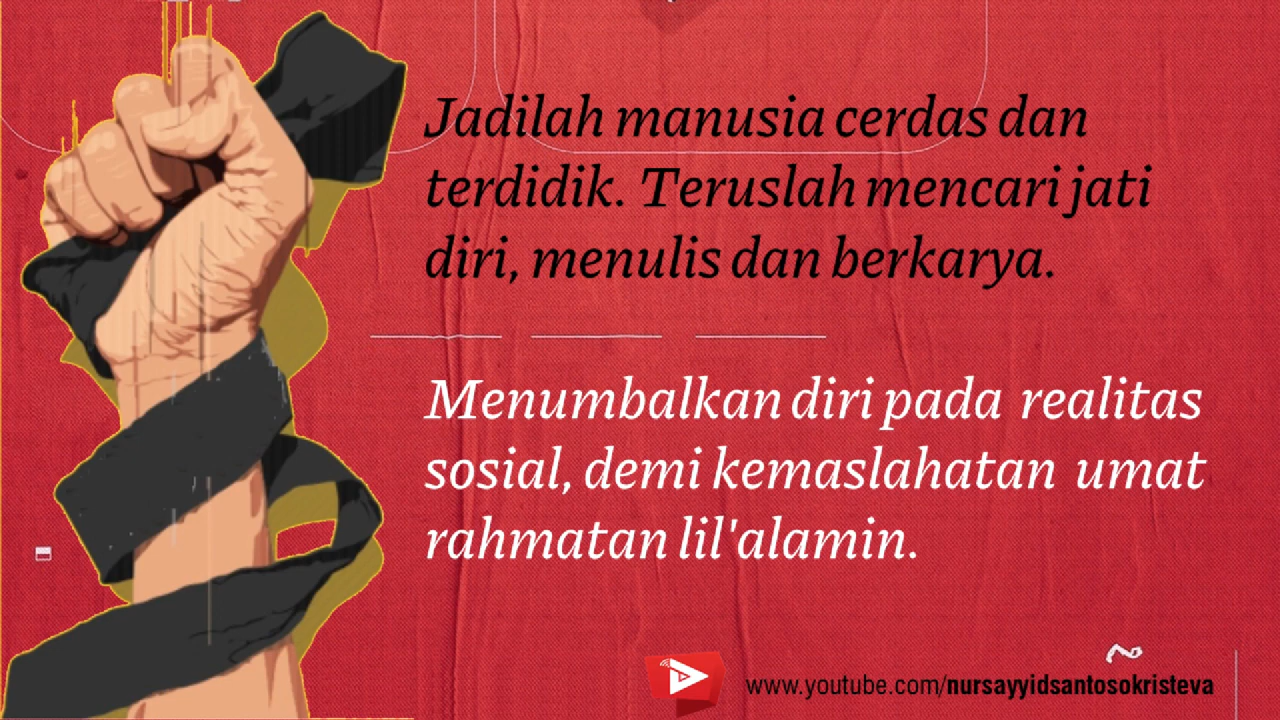 Jadilah manusia cerdas dan
terdidik. Teruslah mencari jati
diri, menulis dan berkarya.
Menumbalkan diri pada realitas
sosial, demi kemaslahatan umat
rahmatan lil'alamin.
www.youtube.com/nursayyidsantosokristeva